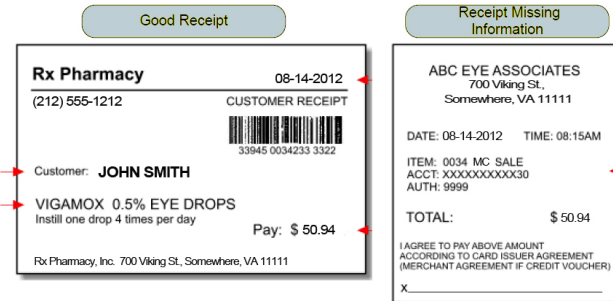 Good Receipt
Rx Pharmacy
08-14-2012
(212) 555-1212
CUSTOMER RECEIPT
33945 0034233 3322
Customer: JOHN SMITH
VIGAMOX 0.5% EYE DROPS
Instill one drop 4 times per day
Pay: $ 50.94
Rx Pharmacy, Inc. 700 Viking St., Somewhere, VA 11111
Receipt Missing
Information
ABC EYE ASSOCIATES
700 Viking St.,
Somewhere, VA 11111
DATE: 08-14-2012 TIME: 08:15AM
ITEM: 0034 MC SALE
ACCT: XXXXXXXXXXX30
AUTH: 9999
TOTAL: $ 50.94
I AGREE TO PAY ABOVE AMOUNT
ACCORDING TO CARD ISSUER AGREEMENT
(MERCHANT AGREEMENT IF CREDIT VOUCHER)
X